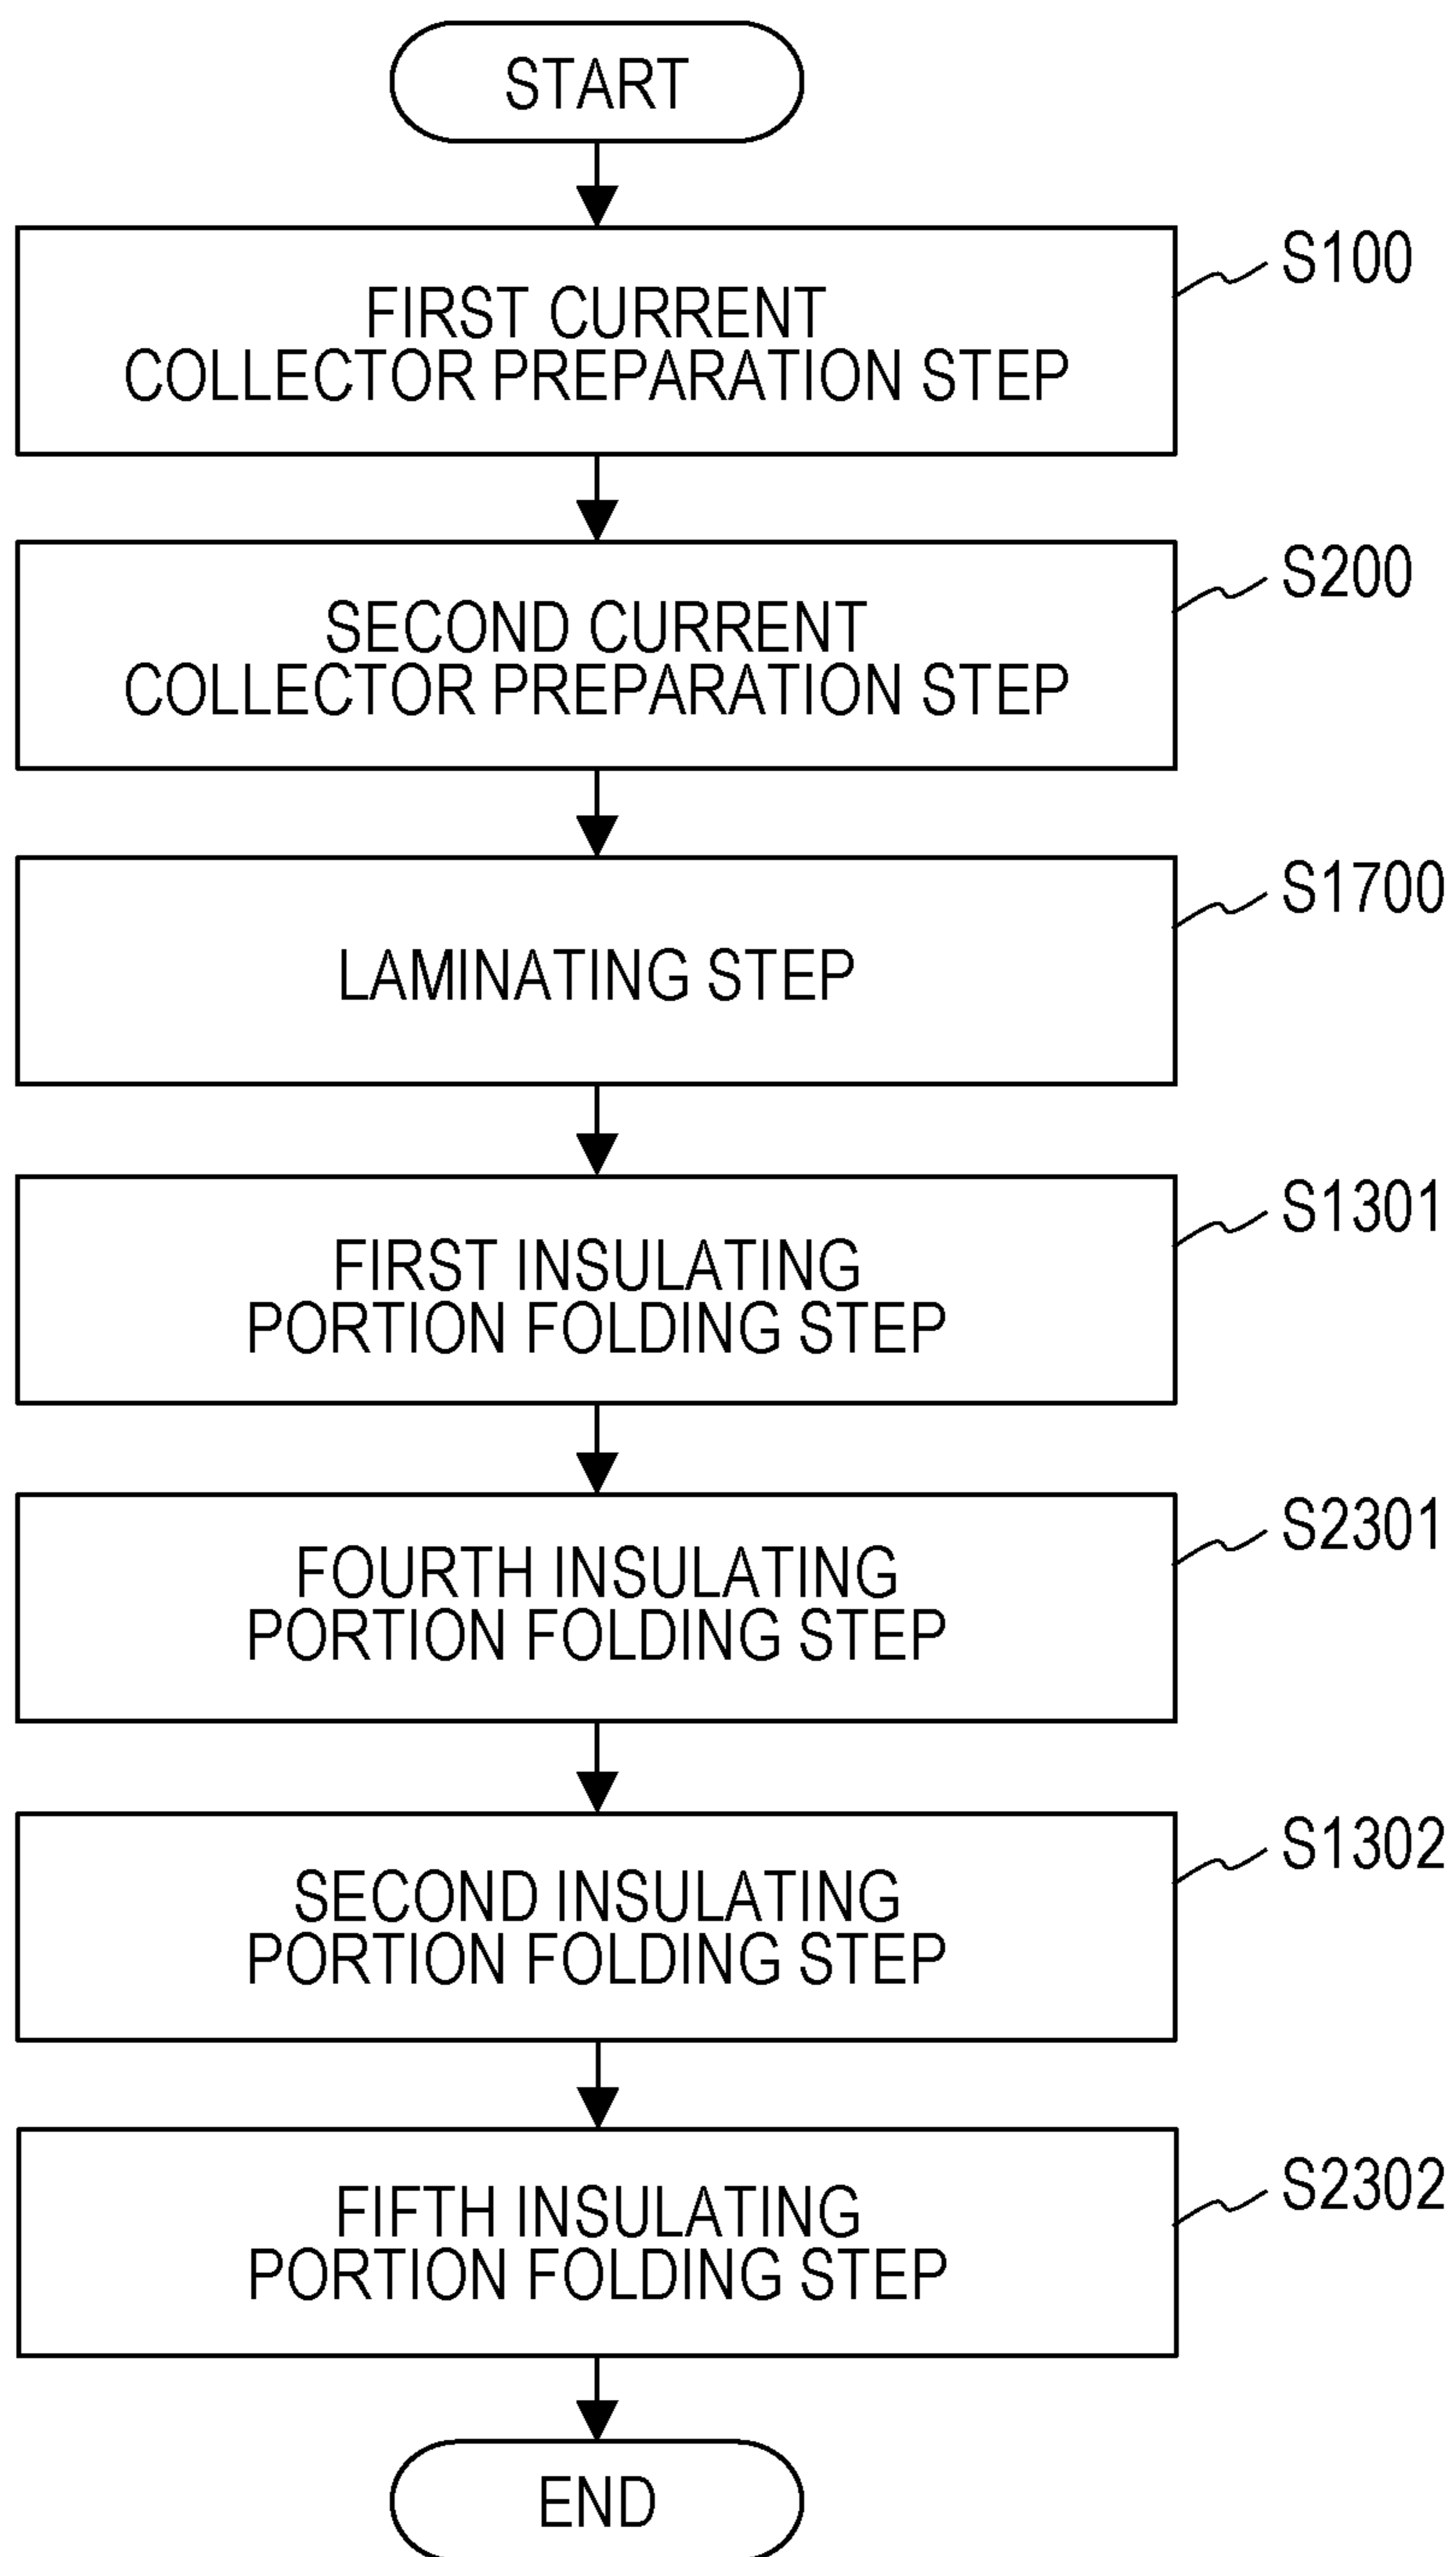 START
FIRST CURRENT
COLLECTOR PREPARATION STEP
S100
SECOND CURRENT
COLLECTOR PREPARATION STEP
S200
LAMINATING STEP
S1700
FIRST INSULATING
PORTION FOLDING STEP
S1301
FOURTH INSULATING
PORTION FOLDING STEP
S2301
SECOND INSULATING
PORTION FOLDING STEP
S1302
FIFTH INSULATING
PORTION FOLDING STEP
S2302
END